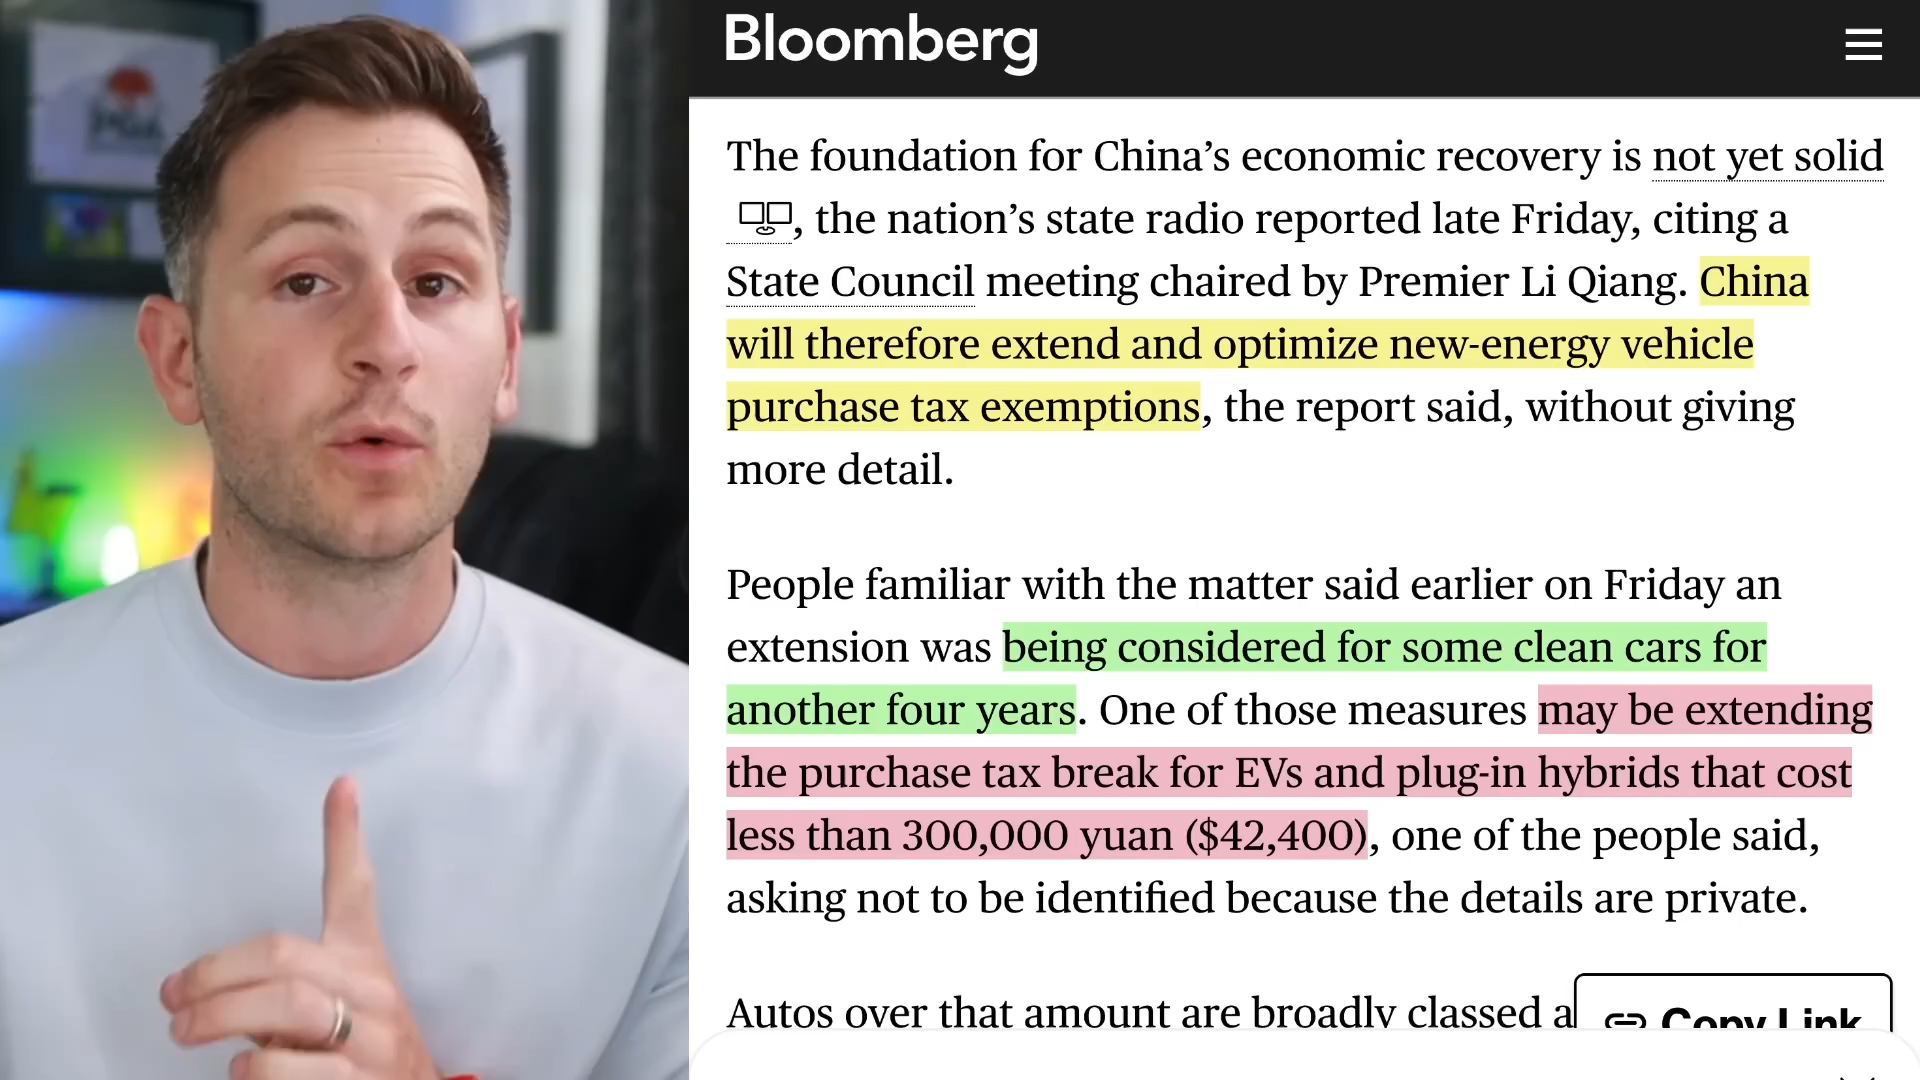 Bloomberg
PGA
The foundation for China’s economic recovery is not yet solid
, the nation’s state radio reported late Friday, citing a
State Council meeting chaired by Premier Li Qiang. China
will therefore extend and optimize new-energy vehicle
purchase tax exemptions, the report said, without giving
more detail.
People familiar with the matter said earlier on Friday an
extension was being considered for some clean cars for
another four years. One of those measures may be extending
the purchase tax break for EVs and plug-in hybrids that cost
less than 300,000 yuan ($42,400), one of the people said,
asking not to be identified because the details are private.
Autos over that amount are broadly classed a
Copy Link